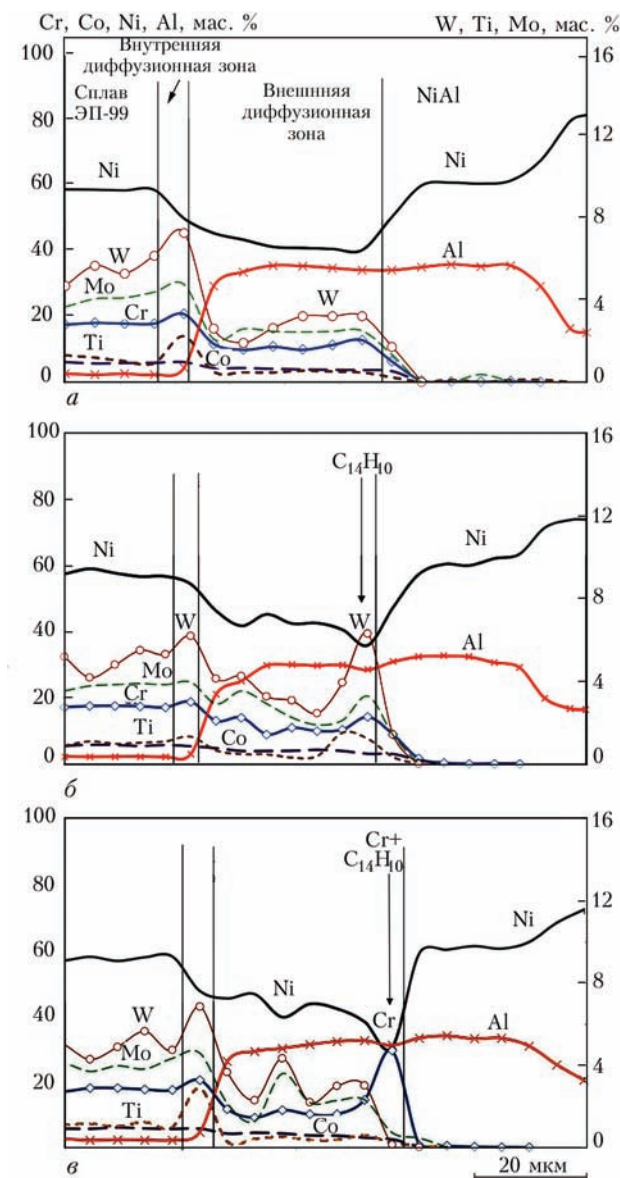 Cr, Co, Ni, Al, мас. %
W, Ti, Mo, мас. %
100
80
60
40
20
0
16
12
8
4
0
Внутренняя
диффузионная зона
Сплав
ЭП-99
Внешнняя
диффузионная
зона
NiAl
Ni
Ni
W
Al
Mo
W
Cr
Ti
Co
а
100
80
60
40
20
0
16
12
8
4
0
C14H10
Ni
Ni
W
W
Al
Mo
Cr
Ti
Co
б
100
80
60
40
20
0
16
12
8
4
0
Cr+
C14H10
Ni
Ni
Cr
W
Al
Mo
Ti
Co
в
20 мкм